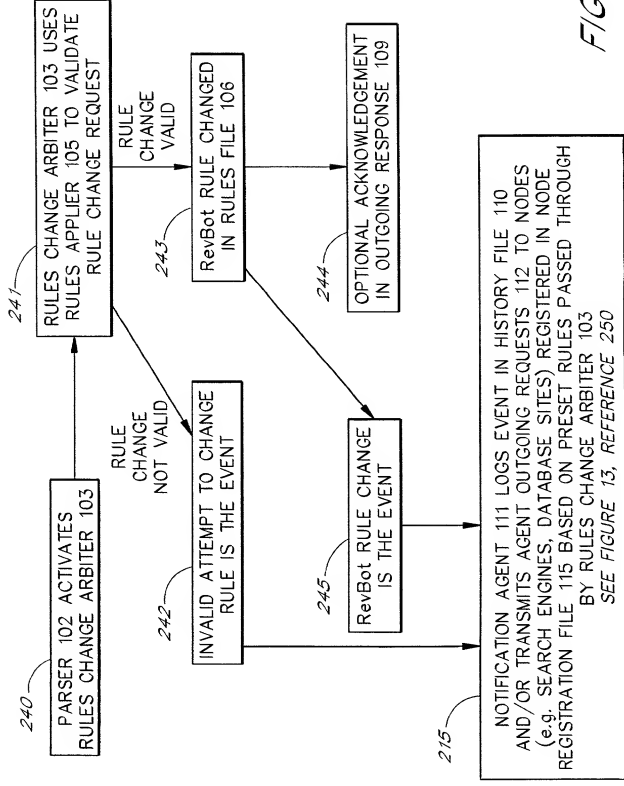 240
PARSER 102 ACTIVATES
RULES CHANGE ARBITER 103
241
RULES CHANGE ARBITER 103 USES
RULES APPLIER 105 TO VALIDATE
RULE CHANGE REQUEST
RULE
CHANGE
NOT VALID
RULE
CHANGE
VALID
242
INVALID ATTEMPT TO CHANGE
RULE IS THE EVENT
243
RevBot RULE CHANGED
IN RULES FILE 106
245
RevBot RULE CHANGE
IS THE EVENT
244
OPTIONAL ACKNOWLEDGEMENT
IN OUTGOING RESPONSE 109
215
NOTIFICATION AGENT 111 LOGS EVENT IN HISTORY FILE 110
AND/OR TRANSMITS AGENT OUTGOING REQUESTS 112 TO NODES
(e.g. SEARCH ENGINES, DATABASE SITES) REGISTERED IN NODE
REGISTRATION FILE 115 BASED ON PRESET RULES PASSED THROUGH
BY RULES CHANGE ARBITER 103
SEE FIGURE 13, REFERENCE 250
FIG